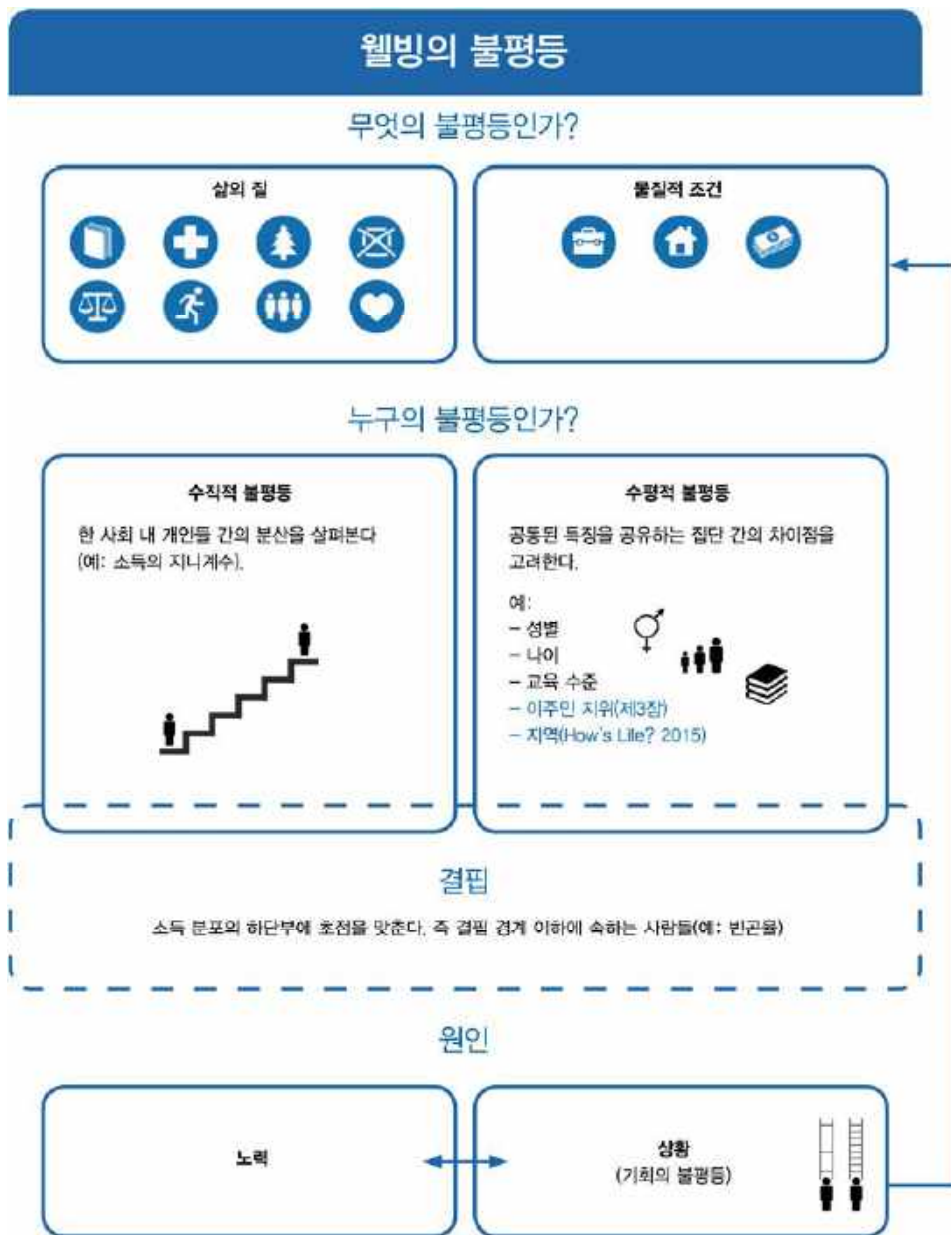 웰빙의 불평등
무엇의 불평등인가?
삶의 질
물질적 조건
누구의 불평등인가?
수직적 불평등
한 사회 내 개인들 간의 분산을 살펴본다
(예: 소득의 지니계수).
수평적 불평등
공통된 특징을 공유하는 집단 간의 차이점을
고려한다.
예:
– 성별
– 나이
– 교육 수준
– 이주민 지위(제3장)
– 지역(How's Life? 2015)
결핍
소득 분포의 하단부에 초점을 맞춘다. 즉 결핍 경계 이하에 속하는 사람들(예: 빈곤율)
원인
노력
상황
(기회의 불평등)